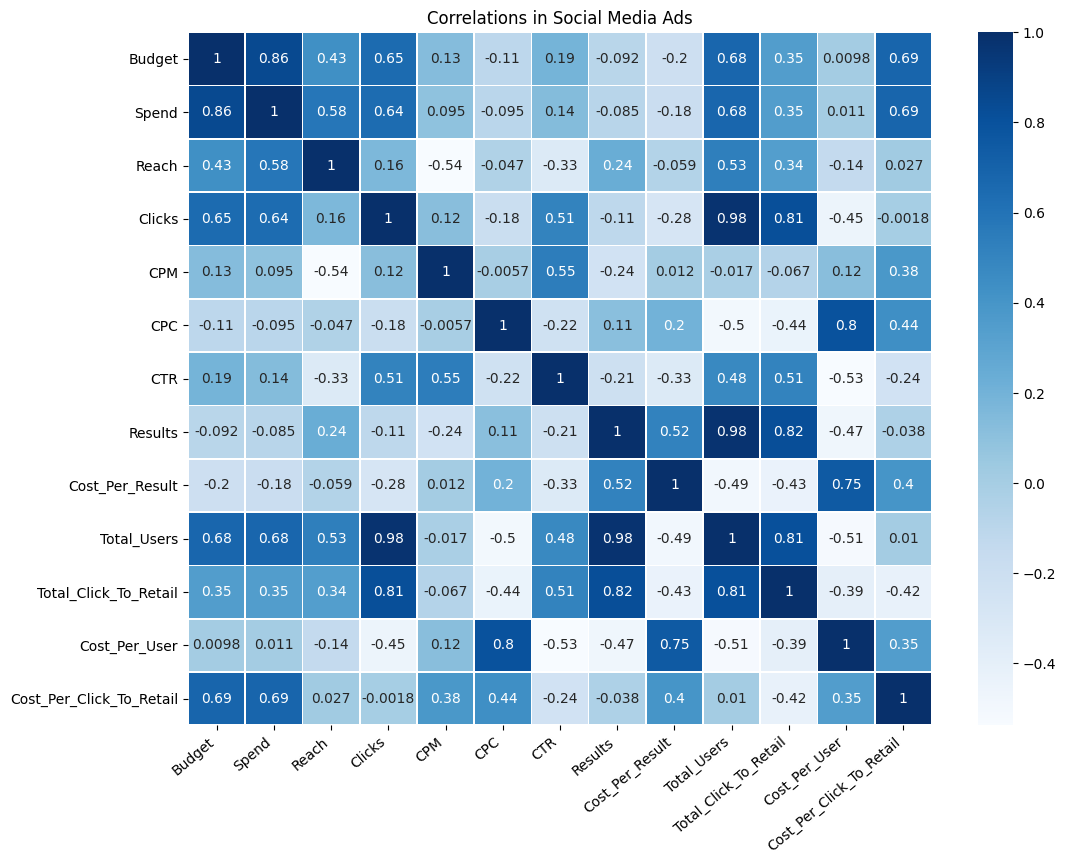 Correlations in Social Media Ads
Budget 1 0.86 0.43 0.65 0.13 -0.11 0.19 -0.092 -0.2 0.68 0.35 0.0098 0.69
Spend 0.86 1 0.58 0.64 0.095 -0.095 0.14 -0.085 -0.18 0.68 0.35 0.011 0.69
Reach 0.43 0.58 1 0.16 -0.54 -0.047 -0.33 0.24 -0.059 0.53 0.34 -0.14 0.027
Clicks 0.65 0.64 0.16 1 0.12 -0.18 0.51 -0.11 -0.28 0.98 0.81 -0.45 -0.0018
CPM 0.13 0.095 -0.54 0.12 1 -0.0057 0.55 -0.24 0.012 -0.017 -0.067 0.12 0.38
CPC -0.11 -0.095 -0.047 -0.18 -0.0057 1 -0.22 0.11 0.2 -0.5 -0.44 0.8 0.44
CTR 0.19 0.14 -0.33 0.51 0.55 -0.22 1 -0.21 -0.33 0.48 0.51 -0.53 -0.24
Results -0.092 -0.085 0.24 -0.11 -0.24 0.11 -0.21 1 0.52 0.98 0.82 -0.47 -0.038
Cost_Per_Result -0.2 -0.18 -0.059 -0.28 0.012 0.2 -0.33 0.52 1 -0.49 -0.43 0.75 0.4
Total_Users 0.68 0.68 0.53 0.98 -0.017 -0.5 0.48 0.98 -0.49 1 0.81 -0.51 0.01
Total_Click_To_Retail 0.35 0.35 0.34 0.81 -0.067 -0.44 0.51 0.82 -0.43 0.81 1 -0.39 -0.42
Cost_Per_User 0.0098 0.011 -0.14 -0.45 0.12 0.8 -0.53 -0.47 0.75 -0.51 -0.39 1 0.35
Cost_Per_Click_To_Retail 0.69 0.69 0.027 -0.0018 0.38 0.44 -0.24 -0.038 0.4 0.01 -0.42 0.35 1
Budget Spend Reach Clicks CPM CPC CTR Results Cost_Per_Result Total_Users Total_Click_To_Retail Cost_Per_User Cost_Per_Click_To_Retail
1.0
0.8
0.6
0.4
0.2
0.0
−0.2
−0.4